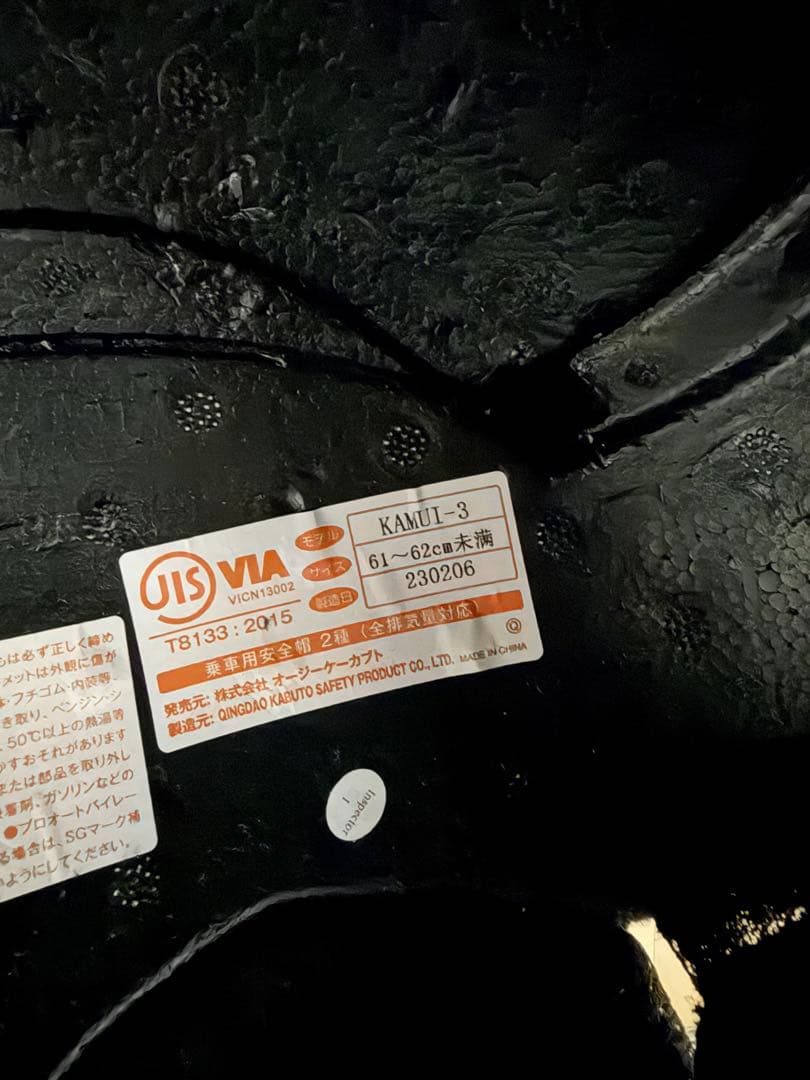 JIS VIA
VICN13002
T8133:2015
モデル KAMUI-3
サイズ 61～62cm未満
製造日 230206
乗車用安全帽 2種（全排気量対応）
発売元: 株式会社 オージーケーカブト
製造元: QINGDAO KABUTO SAFETY PRODUCT CO., LTD. MADE IN CHINA
Q
らは必ず正しく締め
メットは外観に傷が
・フチゴム・内装等、
き取り、ベンジン・シ
、50℃以上の熱湯等
かすおそれがあります
または部品を取り外し
着剤、ガソリンなどの
●プロオートバイレー
る場合は、SGマーク補
いようにしてください。
Inspector
1